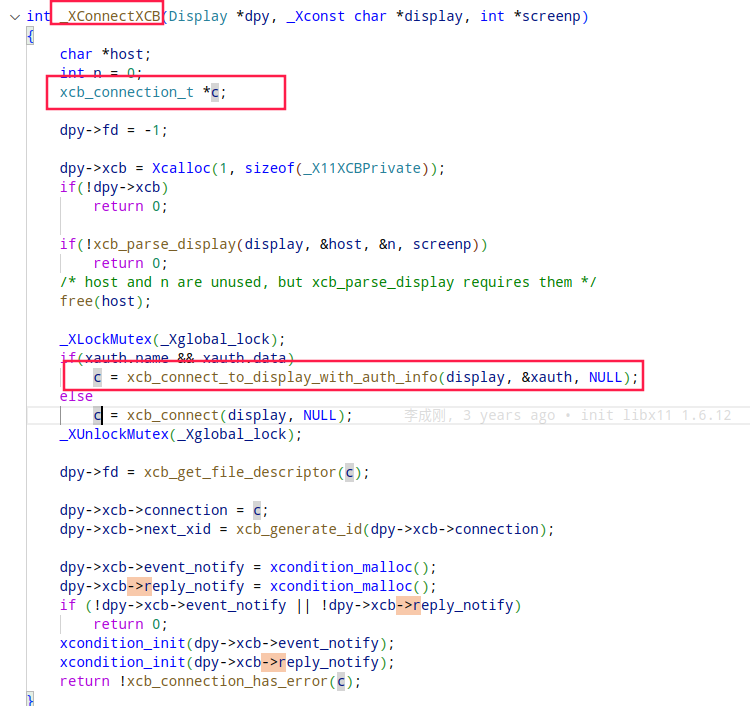 int _XConnectXCB(Display *dpy, _Xconst char *display, int *screenp)
{
    char *host;
    int n = 0;
    xcb_connection_t *c;
    dpy->fd = -1;
    dpy->xcb = Xcalloc(1, sizeof(_X11XCBPrivate));
    if(!dpy->xcb)
        return 0;
    if(!xcb_parse_display(display, &host, &n, screenp))
        return 0;
    /* host and n are unused, but xcb_parse_display requires them */
    free(host);
    _XLockMutex(_Xglobal_lock);
    if(xauth.name && xauth.data)
        c = xcb_connect_to_display_with_auth_info(display, &xauth, NULL);
    else
        c = xcb_connect(display, NULL); 李成刚, 3 years ago • init libx11 1.6.12
    _XUnlockMutex(_Xglobal_lock);
    dpy->fd = xcb_get_file_descriptor(c);
    dpy->xcb->connection = c;
    dpy->xcb->next_xid = xcb_generate_id(dpy->xcb->connection);
    dpy->xcb->event_notify = xcondition_malloc();
    dpy->xcb->reply_notify = xcondition_malloc();
    if (!dpy->xcb->event_notify || !dpy->xcb->reply_notify)
        return 0;
    xcondition_init(dpy->xcb->event_notify);
    xcondition_init(dpy->xcb->reply_notify);
    return !xcb_connection_has_error(c);
}